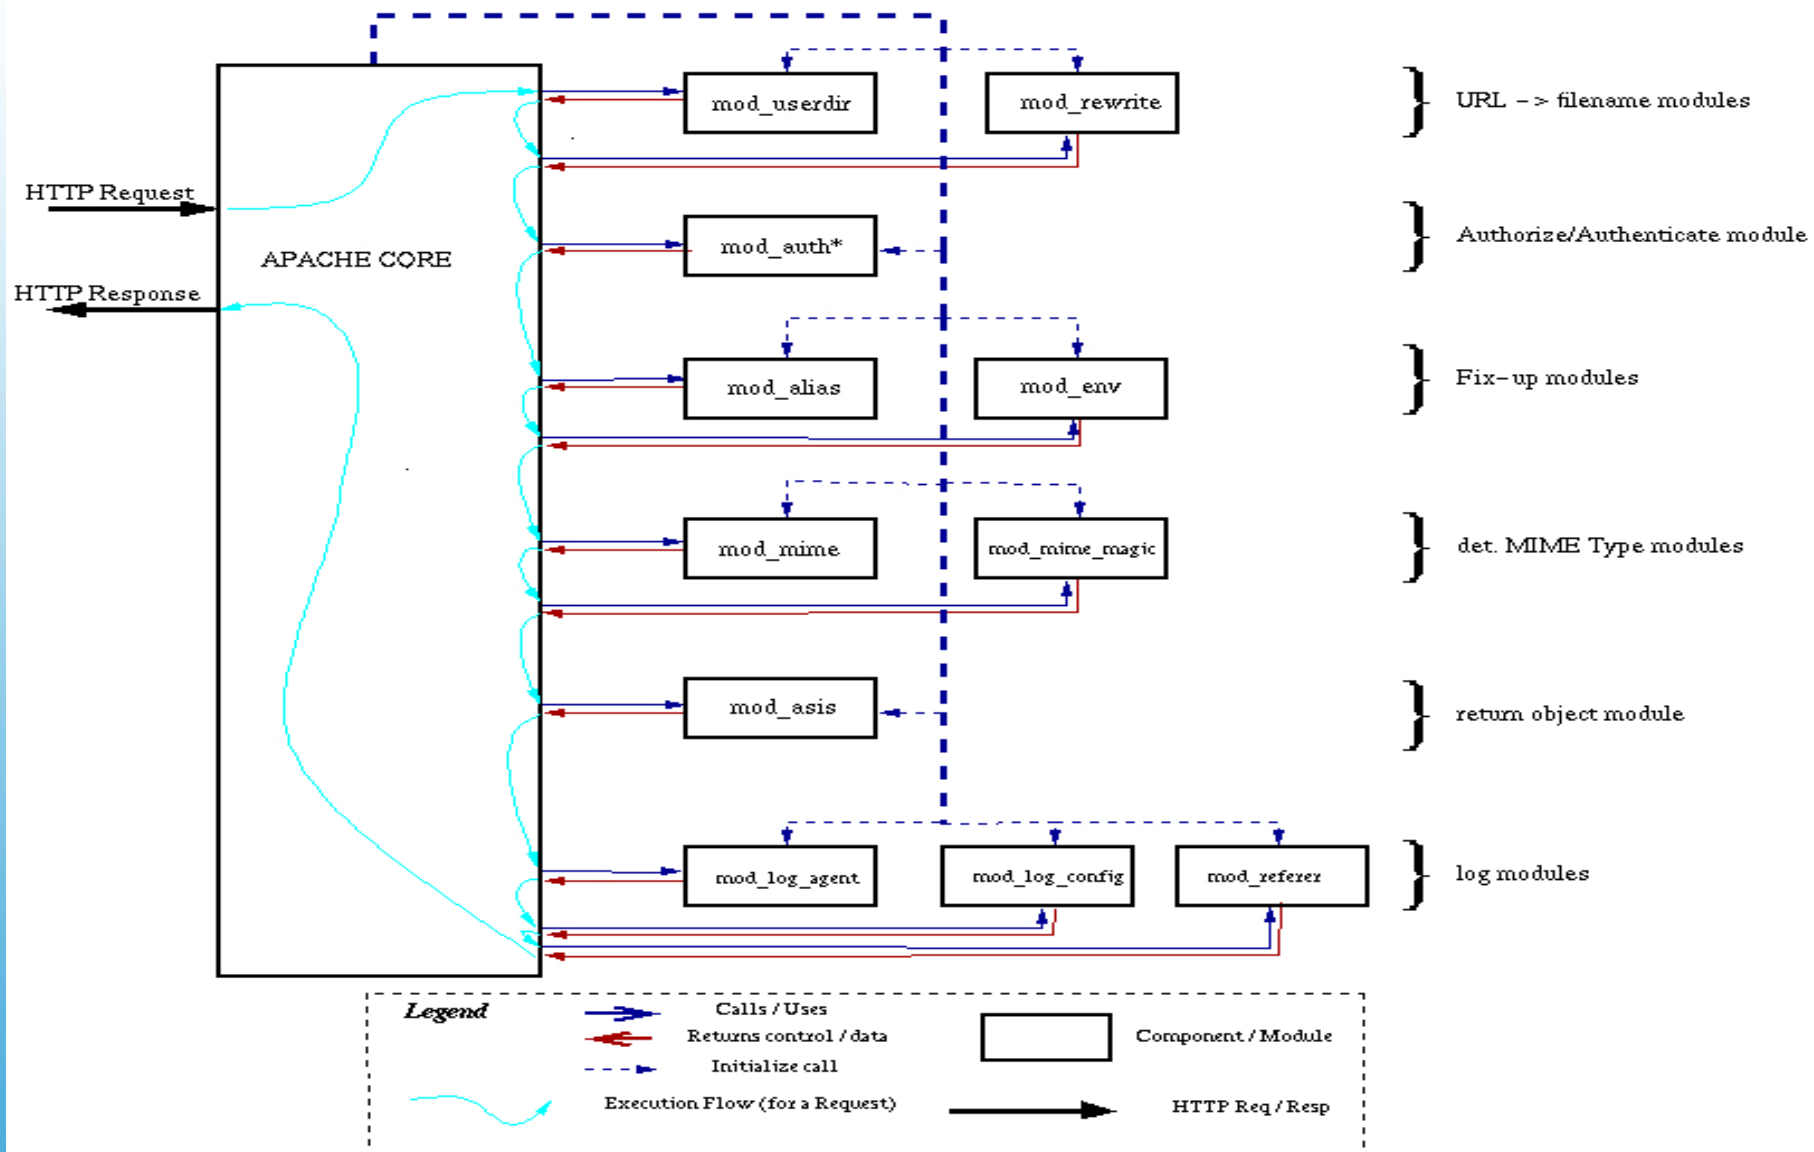 mod_userdir
mod_rewrite
URL -> filename modules
HTTP Request
mod_auth*
Authorize/Authenticate module
APACHE CORE
HTTP Response
mod_alias
mod_env
Fix-up modules
mod_mime
mod_mime_magic
det. MIME Type modules
mod_asis
return object module
mod_log_agent
mod_log_config
mod_referer
log modules
Legend
Calls / Uses
Returns control / data
Component / Module
Initialize call
Execution Flow (for a Request)
HTTP Req / Resp